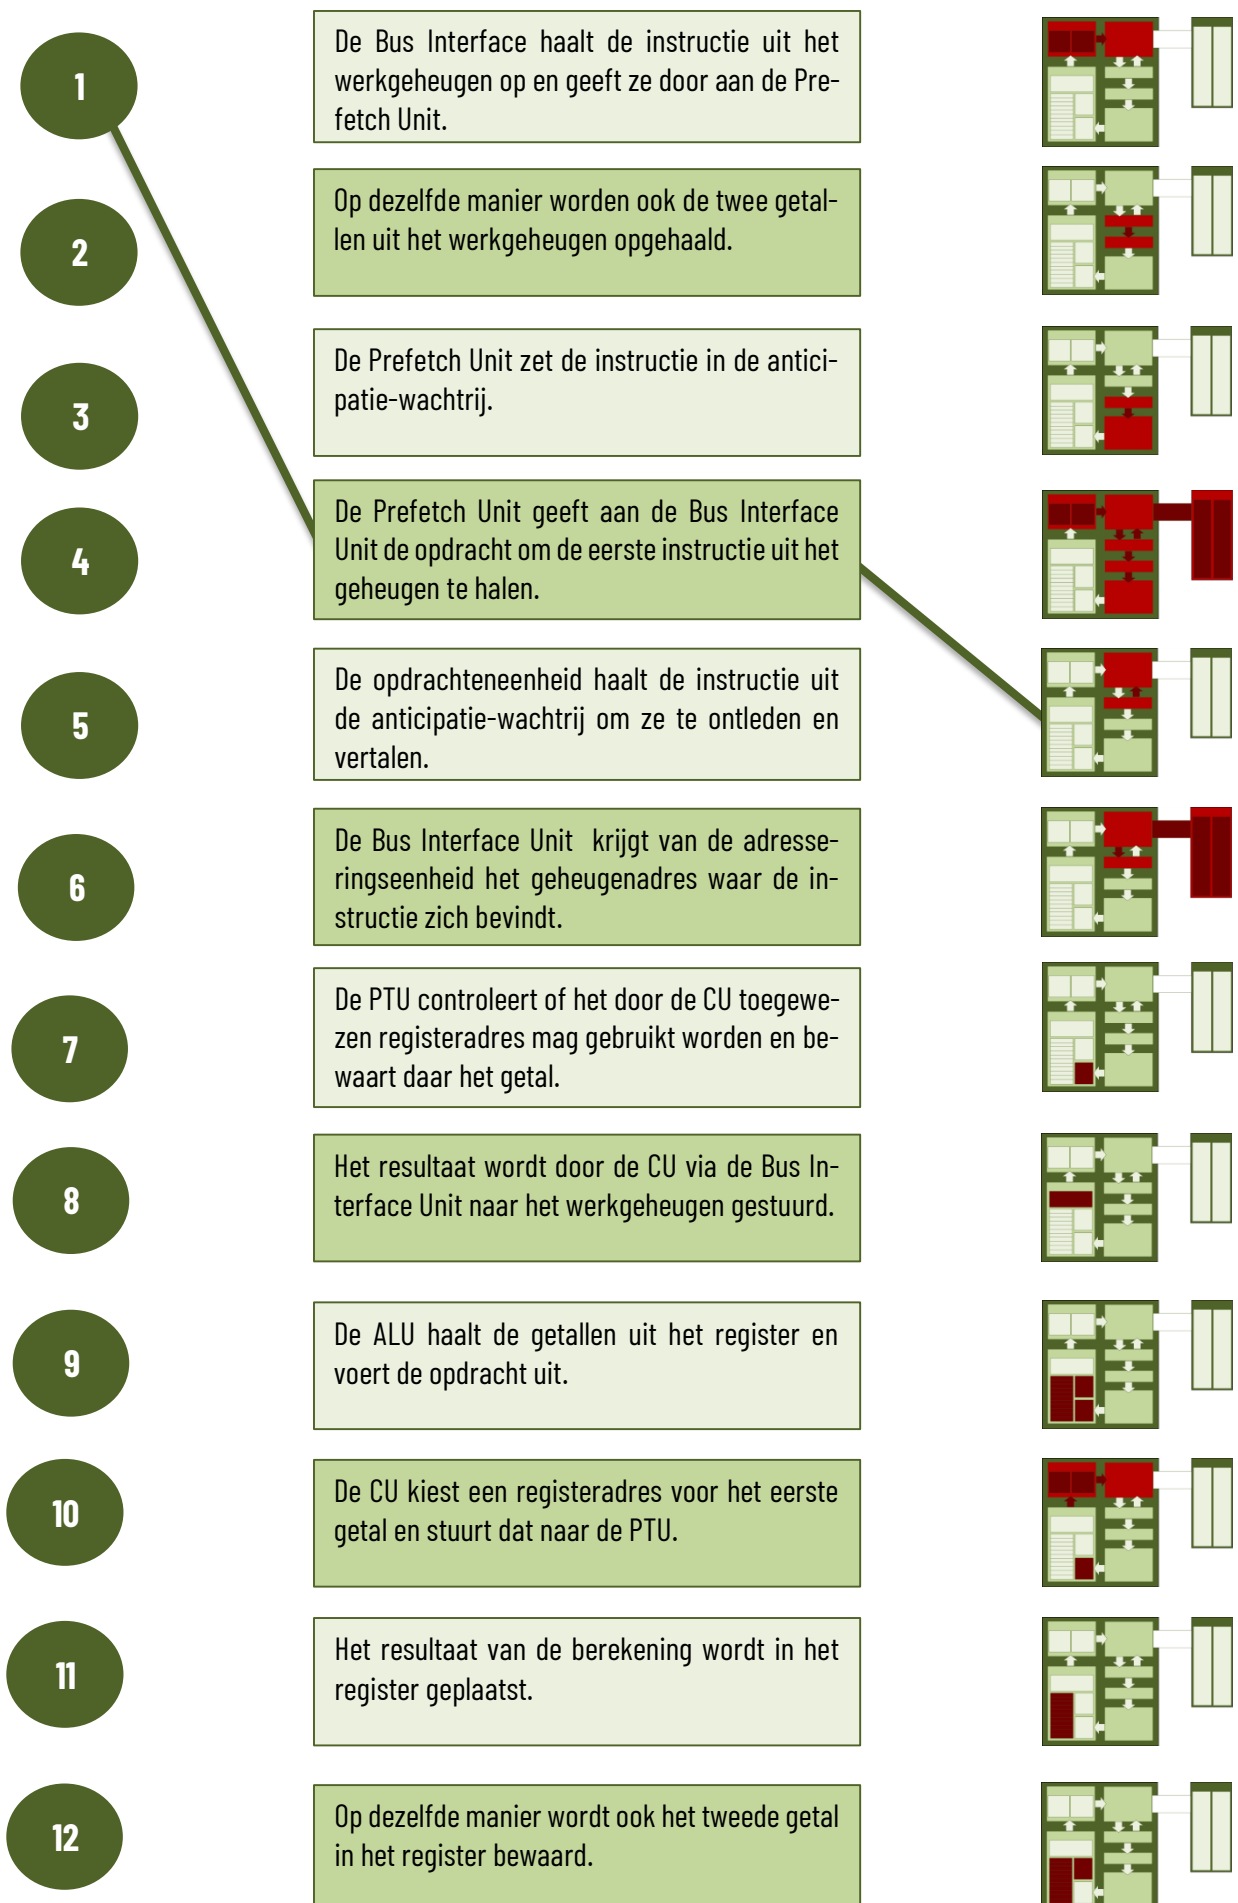 1
De Bus Interface haalt de instructie uit het
werkgeheugen op en geeft ze door aan de Pre-
fetch Unit.
2
Op dezelfde manier worden ook de twee getal-
len uit het werkgeheugen opgehaald.
3
De Prefetch Unit zet de instructie in de antici-
patie-wachtrij.
4
De Prefetch Unit geeft aan de Bus Interface
Unit de opdracht om de eerste instructie uit het
geheugen te halen.
5
De opdrachteneenheid haalt de instructie uit
de anticipatie-wachtrij om ze te ontleden en
vertalen.
6
De Bus Interface Unit krijgt van de adresse-
ringseenheid het geheugenadres waar de in-
structie zich bevindt.
7
De PTU controleert of het door de CU toegewe-
zen registeradres mag gebruikt worden en be-
waart daar het getal.
8
Het resultaat wordt door de CU via de Bus In-
terface Unit naar het werkgeheugen gestuurd.
9
De ALU haalt de getallen uit het register en
voert de opdracht uit.
10
De CU kiest een registeradres voor het eerste
getal en stuurt dat naar de PTU.
11
Het resultaat van de berekening wordt in het
register geplaatst.
12
Op dezelfde manier wordt ook het tweede getal
in het register bewaard.